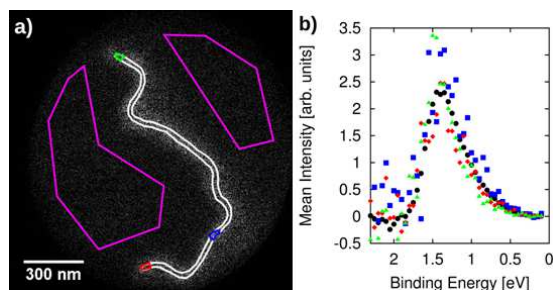 a)
300 nm
b)
Mean Intensity [arb. units]
3.5
3
2.5
2
1.5
1
0.5
0
-0.5
2 1.5 1 0.5 0
Binding Energy [eV]